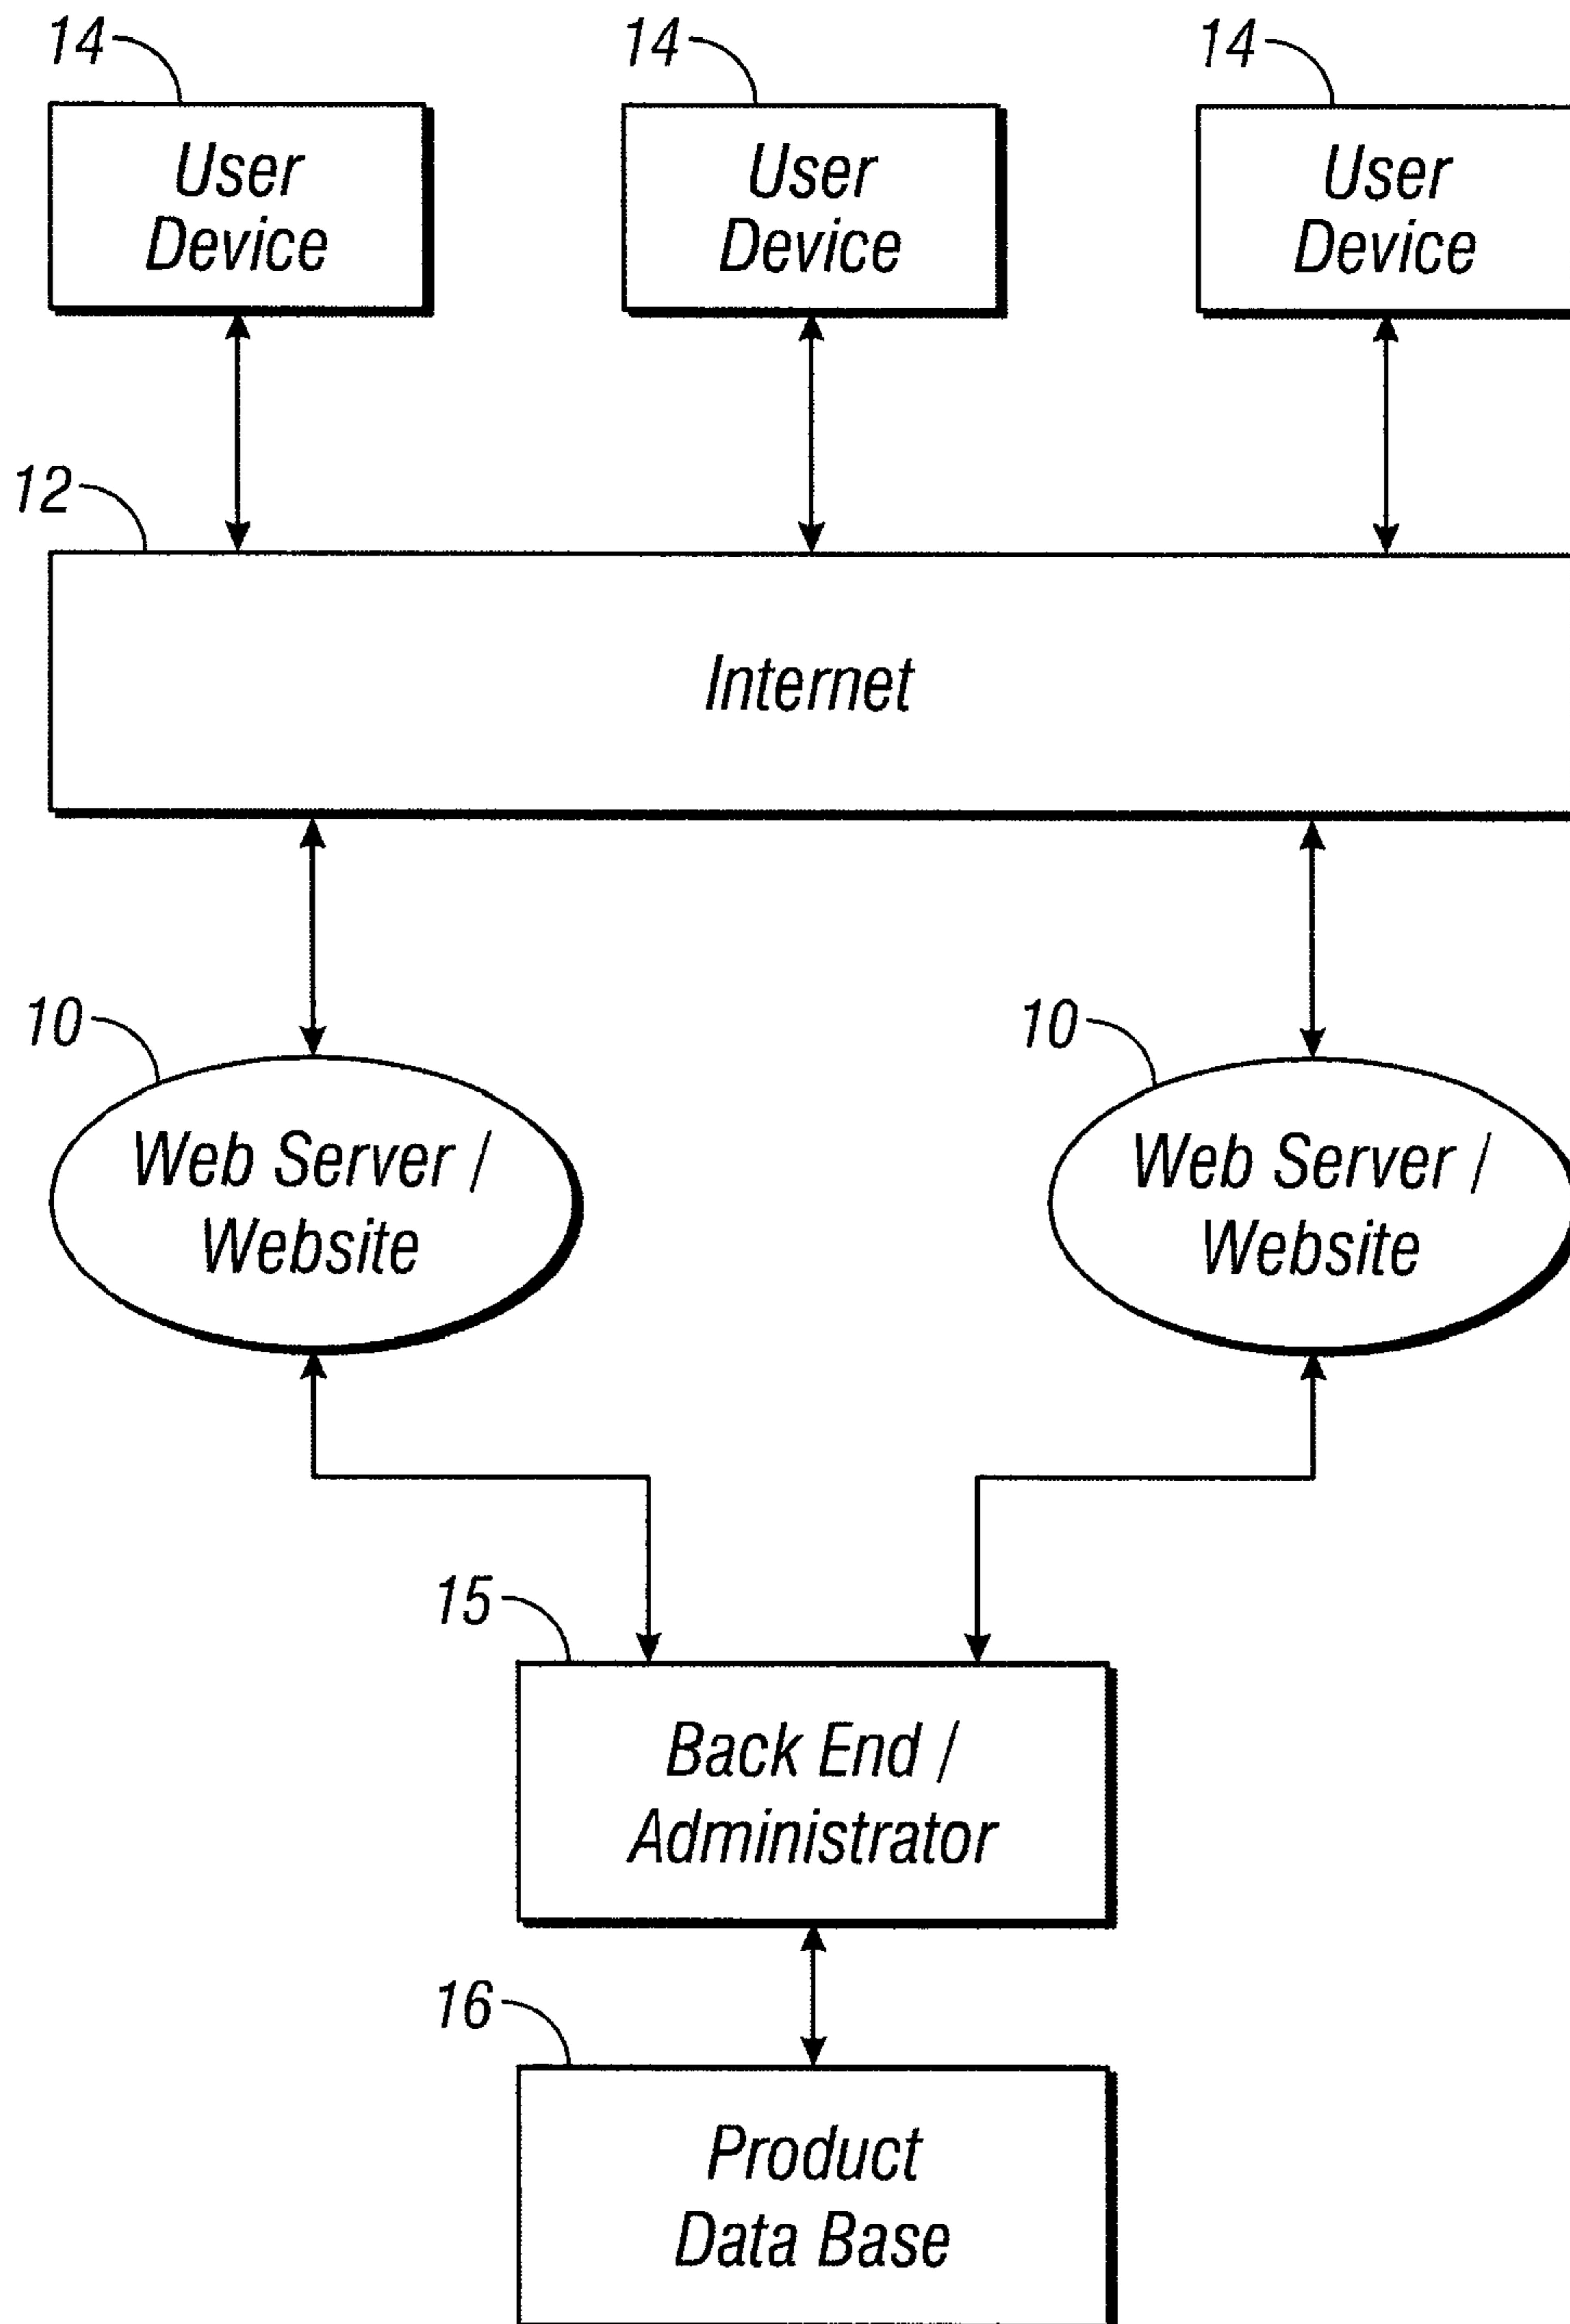 14 14 14
User Device
User Device
User Device
12
Internet
10 10
Web Server /
Website
Web Server /
Website
15
Back End /
Administrator
16
Product
Data Base